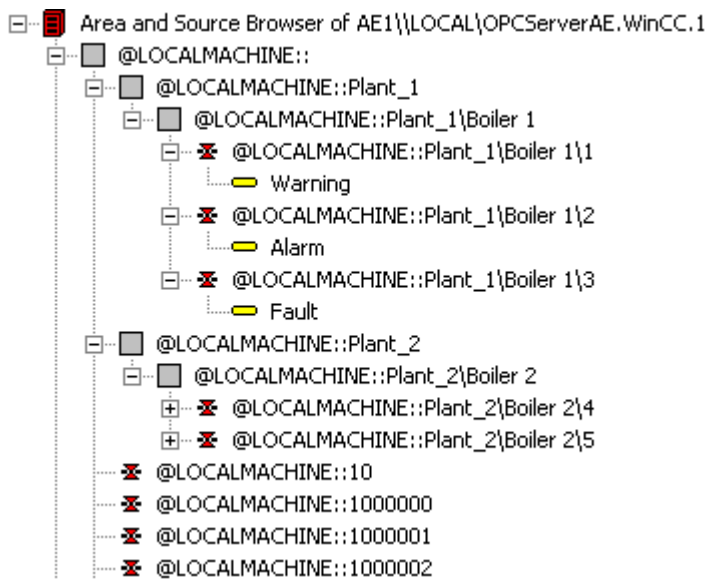 Area and Source Browser of AE1\\LOCAL\OPCServerAE.WinCC.1
@LOCALMACHINE::
@LOCALMACHINE::Plant_1
@LOCALMACHINE::Plant_1\Boiler 1
@LOCALMACHINE::Plant_1\Boiler 1\1
Warning
@LOCALMACHINE::Plant_1\Boiler 1\2
Alarm
@LOCALMACHINE::Plant_1\Boiler 1\3
Fault
@LOCALMACHINE::Plant_2
@LOCALMACHINE::Plant_2\Boiler 2
@LOCALMACHINE::Plant_2\Boiler 2\4
@LOCALMACHINE::Plant_2\Boiler 2\5
@LOCALMACHINE::10
@LOCALMACHINE::1000000
@LOCALMACHINE::1000001
@LOCALMACHINE::1000002